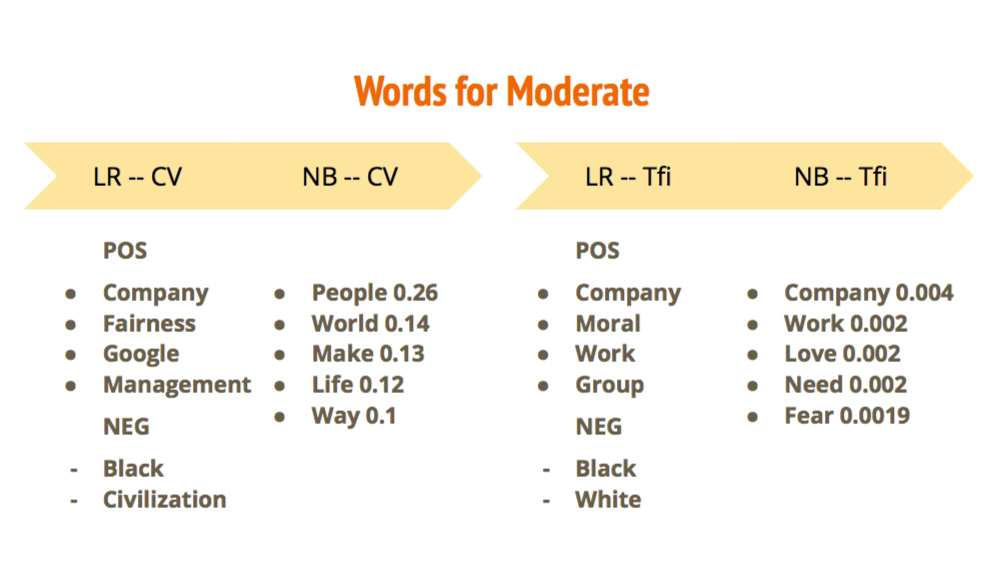 Words for Moderate
LR -- CV
NB -- CV
POS
● Company
● Fairness
● Google
● Management
NEG
- Black
- Civilization
● People 0.26
● World 0.14
● Make 0.13
● Life 0.12
● Way 0.1
LR -- Tfi
NB -- Tfi
POS
● Company
● Moral
● Work
● Group
NEG
- Black
- White
● Company 0.004
● Work 0.002
● Love 0.002
● Need 0.002
● Fear 0.0019